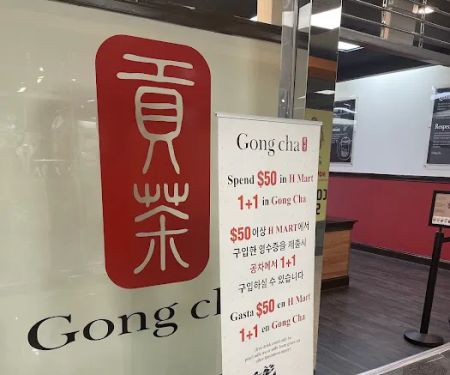 貢茶
Gong c
Gong cha
Spend $50 in H Mart
1+1 in Gong Cha
$50이상 H MART에서
구입한 영수증을 제출시
공차에서 1+1
구입하실 수 있습니다
Gasta $50 en H Mart
1+1 en Gong Cha